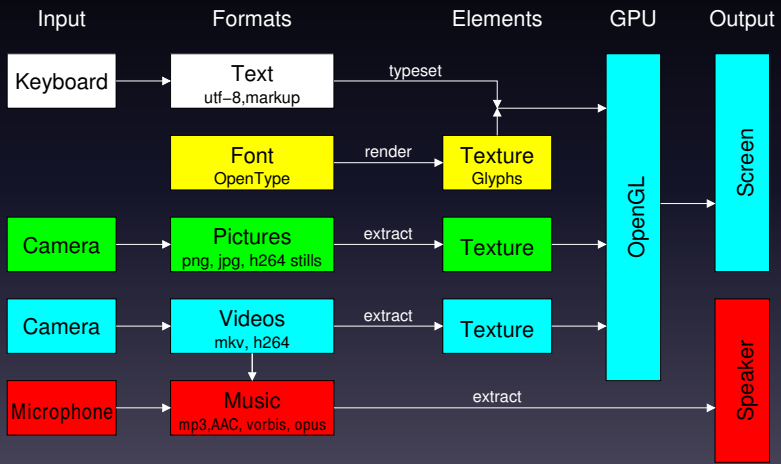 Input Formats Elements GPU Output
Keyboard
Text
utf−8,markup
typeset
Font
OpenType
render
Texture
Glyphs
OpenGL
Screen
Camera
Pictures
png, jpg, h264 stills
extract
Texture
Camera
Videos
mkv, h264
extract
Texture
Microphone
Music
mp3,AAC, vorbis, opus
extract
Speaker